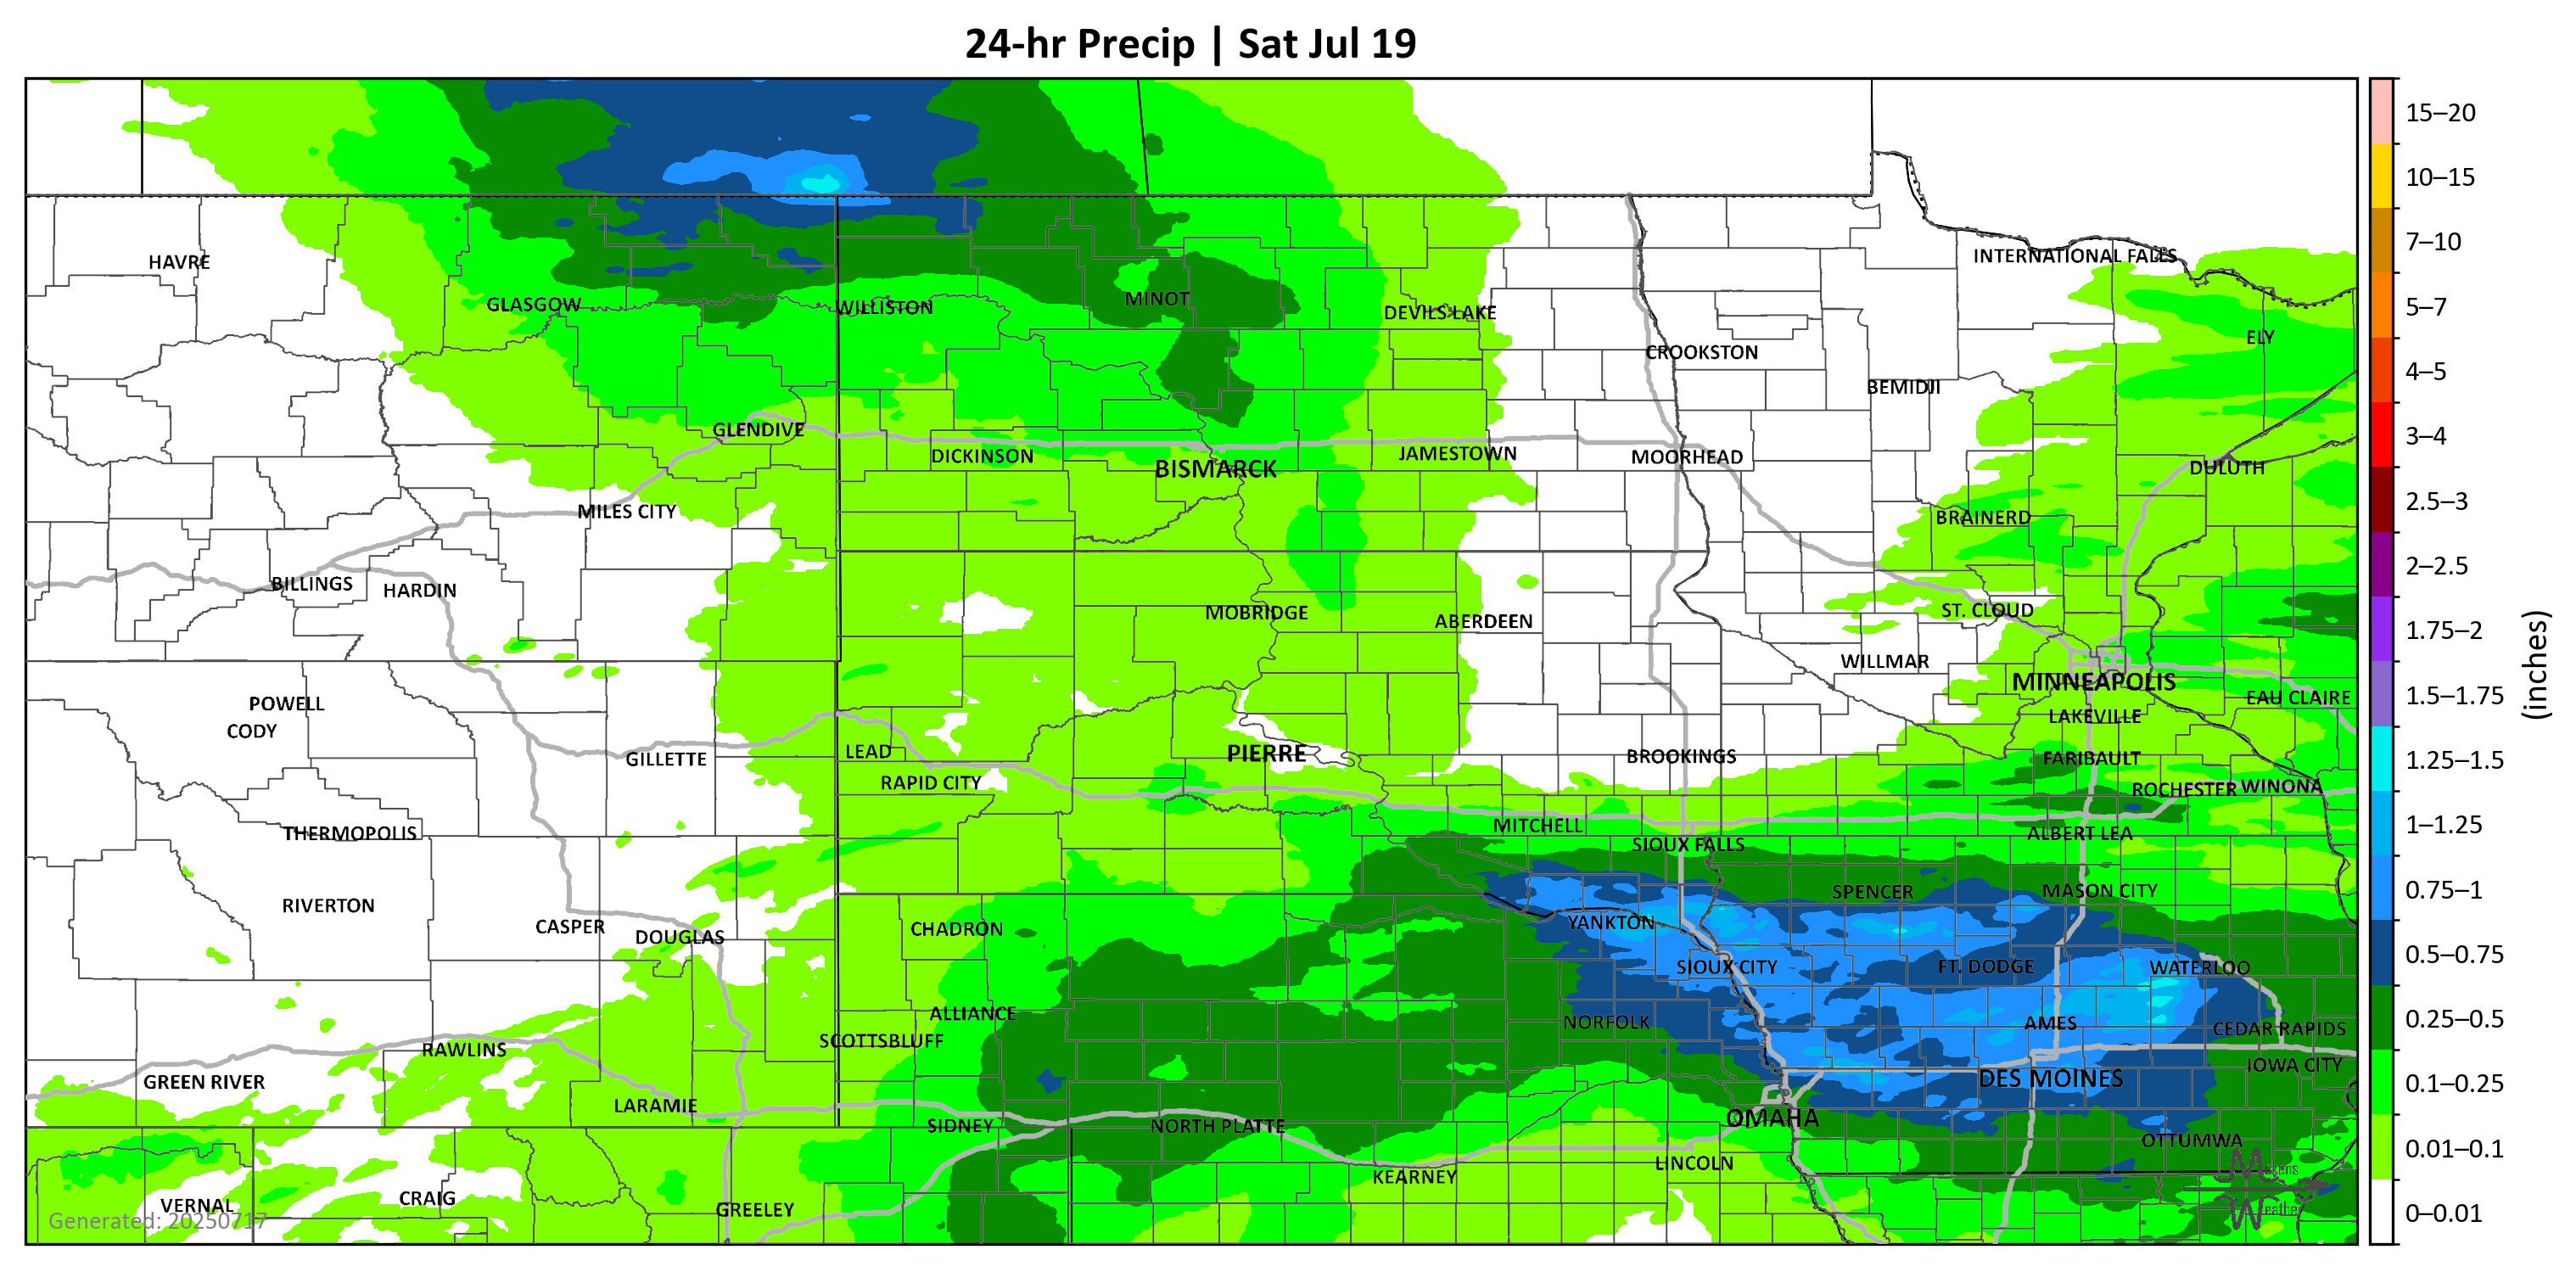 24-hr Precip | Sat Jul 19
15–20
10–15
7–10
5–7
4–5
3–4
2.5–3
2–2.5
1.75–2
1.5–1.75
1.25–1.5
1–1.25
0.75–1
0.5–0.75
0.25–0.5
0.1–0.25
0.01–0.1
0–0.01
(inches)
INTERNATIONAL FALLS
HAVRE
GLASGOW
WILLISTON
MINOT
DEVILS LAKE
ELY
CROOKSTON
BEMIDJI
GLENDIVE
DICKINSON
BISMARCK
JAMESTOWN
MOORHEAD
DULUTH
MILES CITY
BRAINERD
BILLINGS
HARDIN
MOBRIDGE
ABERDEEN
ST. CLOUD
WILLMAR
MINNEAPOLIS
POWELL
EAU CLAIRE
CODY
LAKEVILLE
GILLETTE
LEAD
PIERRE
BROOKINGS
FARIBAULT
RAPID CITY
ROCHESTER
WINONA
THERMOPOLIS
MITCHELL
ALBERT LEA
SIOUX FALLS
RIVERTON
SPENCER
MASON CITY
CASPER
DOUGLAS
CHADRON
YANKTON
SIOUX CITY
FT. DODGE
WATERLOO
ALLIANCE
NORFOLK
AMES
CEDAR RAPIDS
SCOTTSBLUFF
RAWLINS
IOWA CITY
GREEN RIVER
DES MOINES
LARAMIE
SIDNEY
NORTH PLATTE
OMAHA
OTTUMWA
LINCOLN
KEARNEY
VERNAL
CRAIG
GREELEY
Generated: 20250717
Makens
Weather